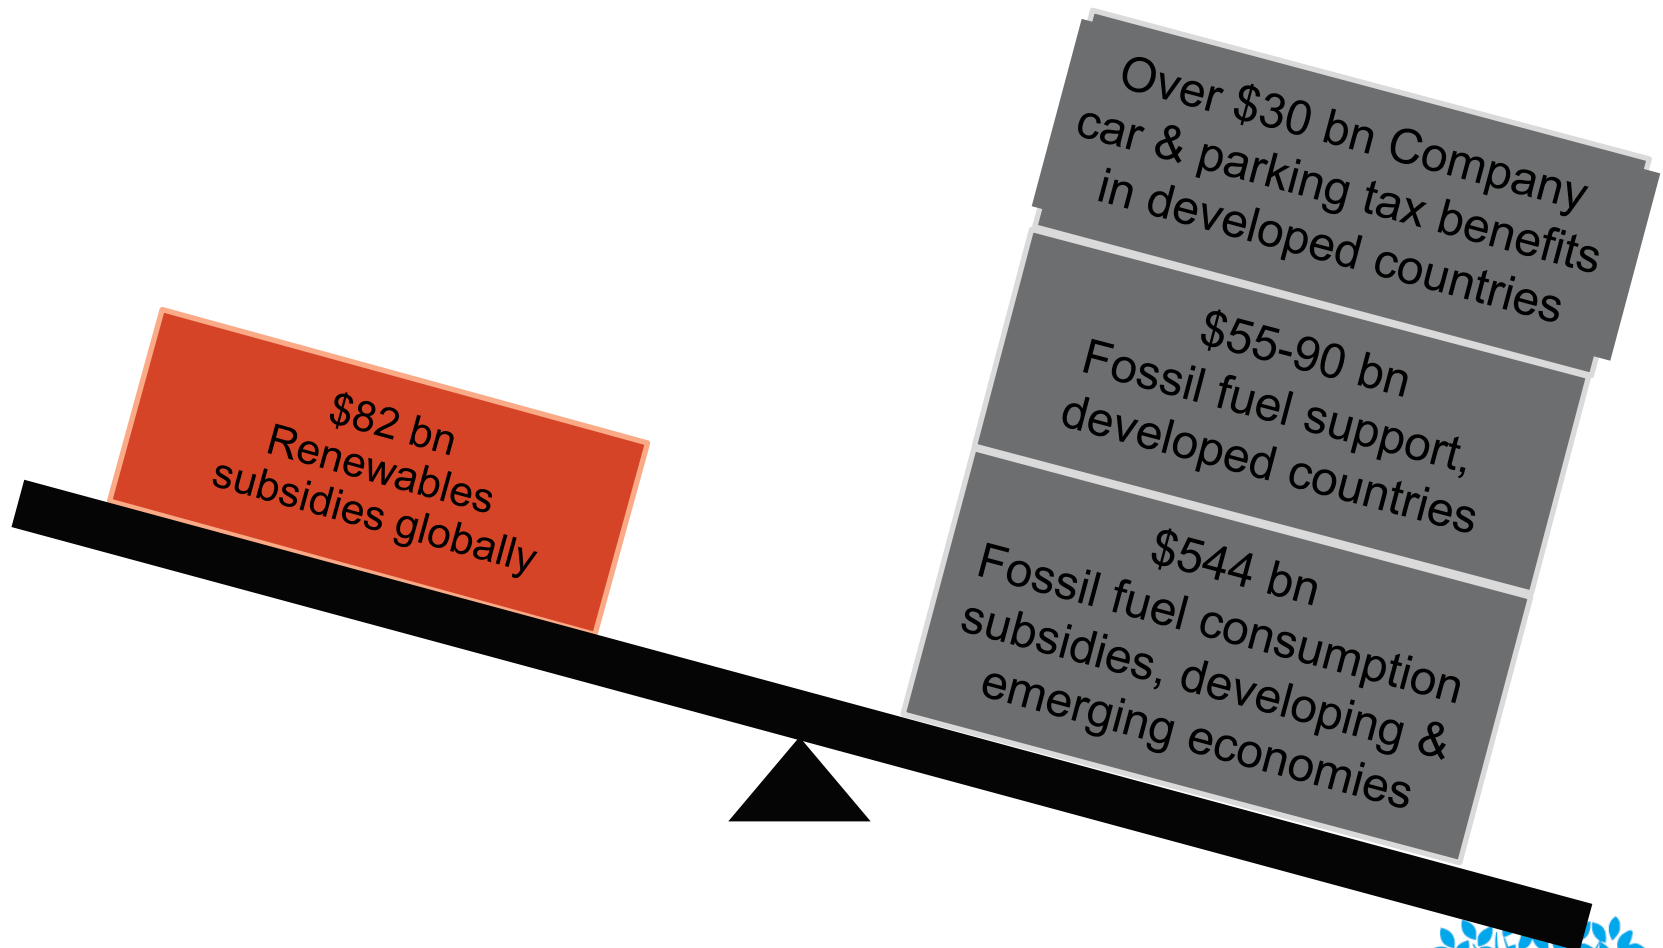 $82 bn
Renewables
subsidies globally
Over $30 bn Company
car & parking tax benefits
in developed countries
$55-90 bn
Fossil fuel support,
developed countries
$544 bn
Fossil fuel consumption
subsidies, developing &
emerging economies